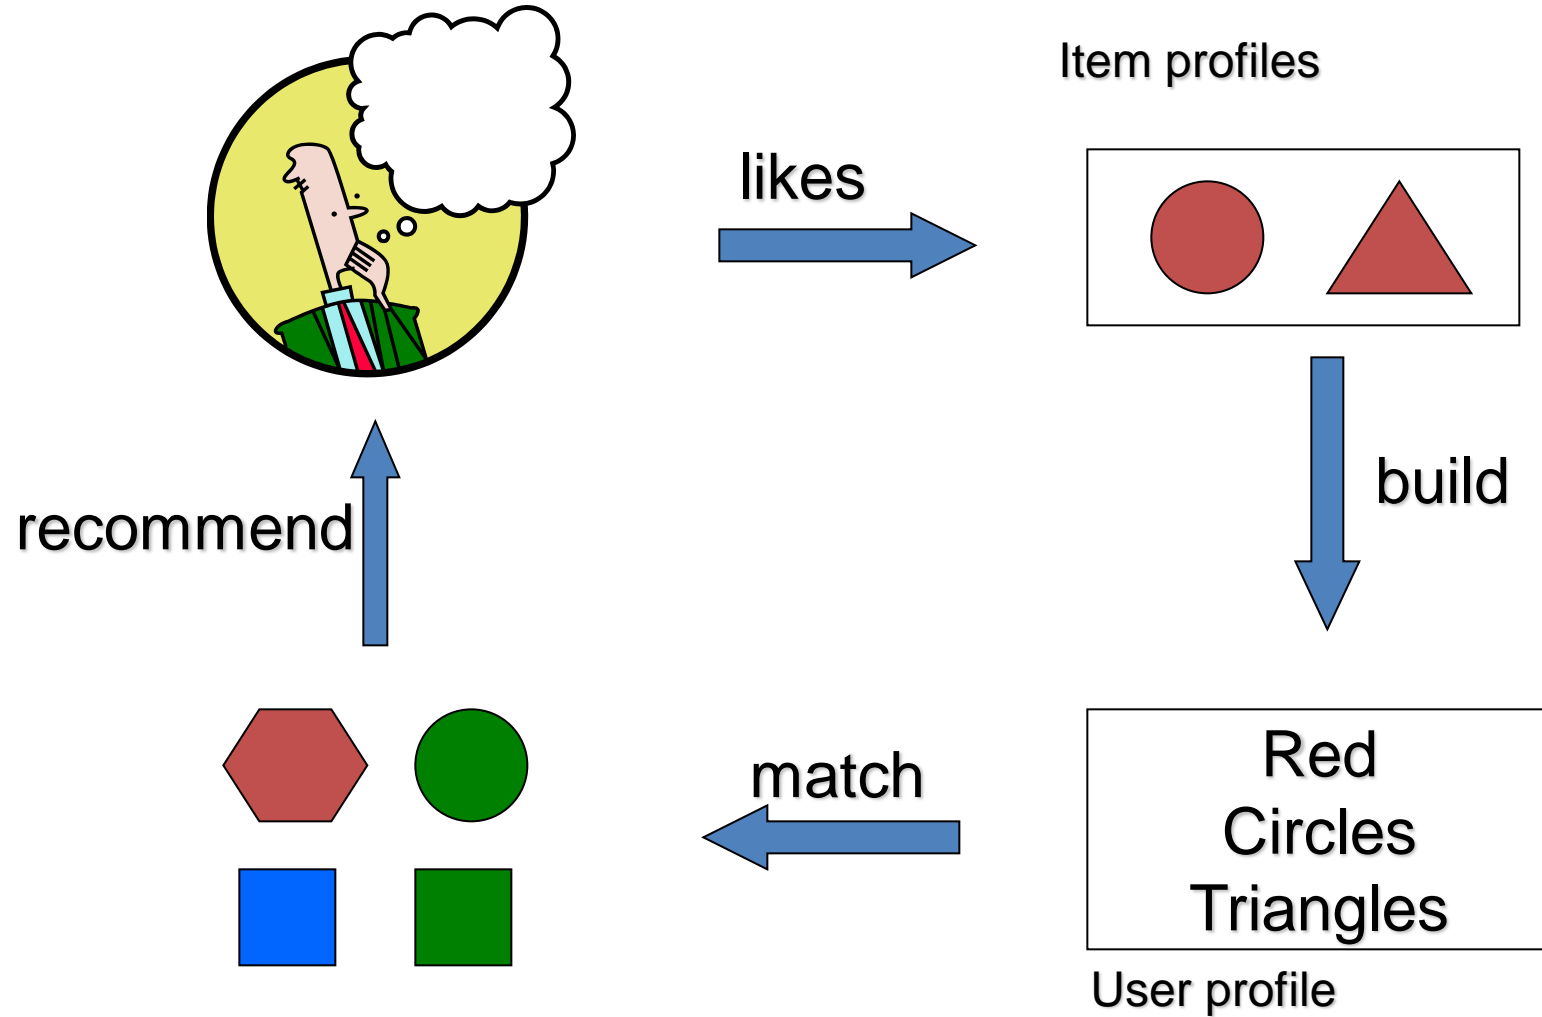 Item profiles
likes
build
recommend
match
Red
Circles
Triangles
User profile